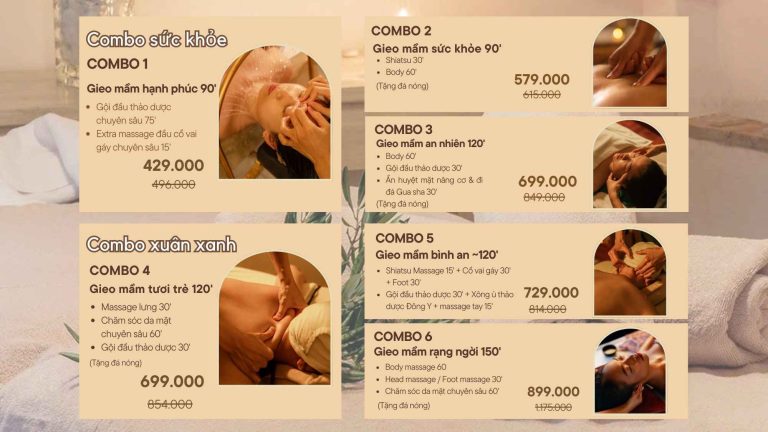 Combo sức khỏe
COMBO 1
Gieo mầm hạnh phúc 90'
• Gội đầu thảo dược
chuyên sâu 75'
• Extra massage đầu cổ vai
gáy chuyên sâu 15'
429.000
496.000
COMBO 2
Gieo mầm sức khỏe 90'
• Shiatsu 30'
• Body 60'
(Tặng đá nóng)
579.000
615.000
COMBO 3
Gieo mầm an nhiên 120'
• Body 60'
• Gội đầu thảo dược 30'
• Ấn huyệt mặt nâng cơ & đi
đá Gua sha 30'
(Tặng đá nóng)
699.000
849.000
Combo xuân xanh
COMBO 4
Gieo mầm tươi trẻ 120'
• Massage lưng 30'
• Chăm sóc da mặt
chuyên sâu 60'
• Gội đầu thảo dược 30'
(Tặng đá nóng)
699.000
854.000
COMBO 5
Gieo mầm bình an ~120'
• Shiatsu Massage 15' + Cổ vai gáy 30'
+ Foot 30'
• Gội đầu thảo dược 30' + Xông ủ thảo
dược Đông Y + massage tay 15'
729.000
814.000
COMBO 6
Gieo mầm rạng ngời 150'
• Body massage 60
• Head massage / Foot massage 30'
• Chăm sóc da mặt chuyên sâu 60'
(Tặng đá nóng)
899.000
1.175.000